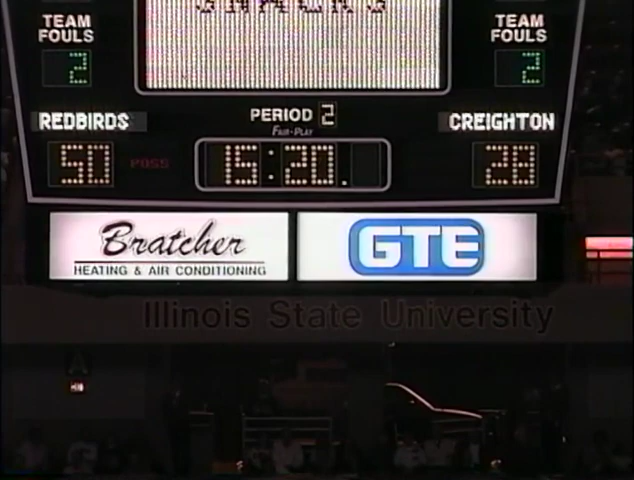 TEAM FOULS
2
TEAM FOULS
2
REDBIRDS
PERIOD 2
CREIGHTON
FAIR-PLAY
50
POSS
15:20.
28
Bratcher
HEATING & AIR CONDITIONING
GTE
Illinois State University